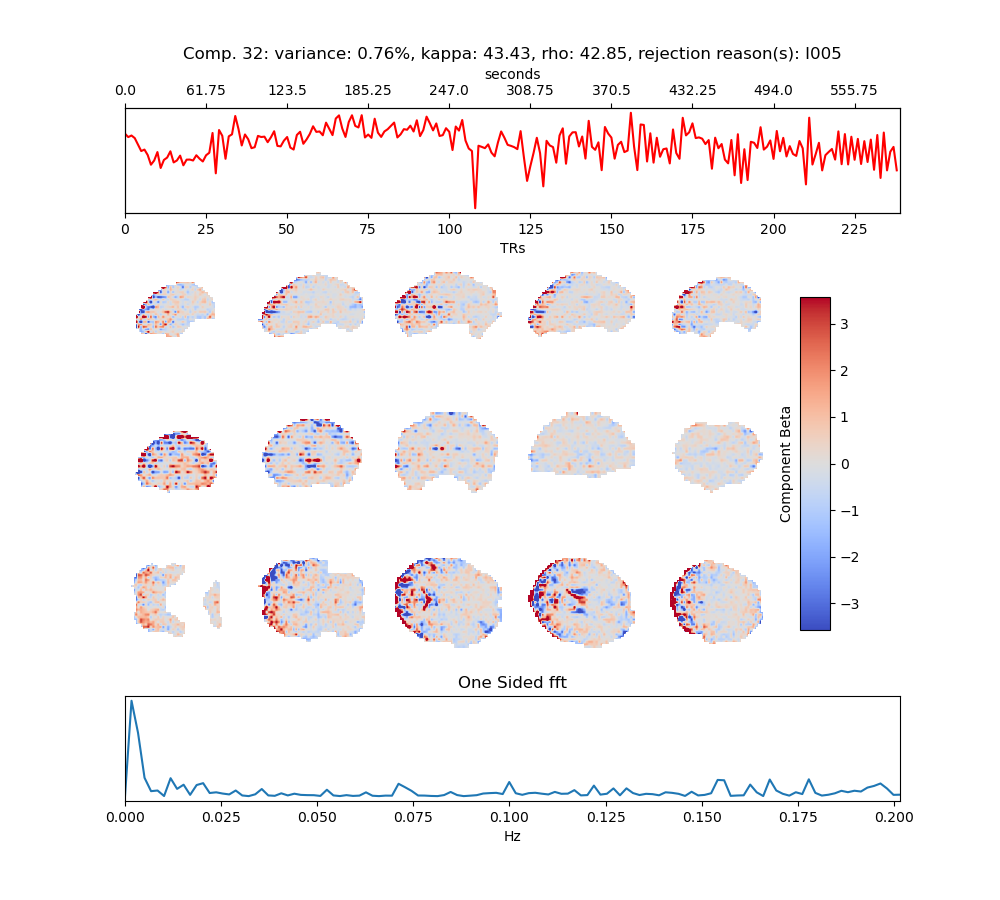 Comp. 32: variance: 0.76%, kappa: 43.43, rho: 42.85, rejection reason(s): I005
seconds
0.0 61.75 123.5 185.25 247.0 308.75 370.5 432.25 494.0 555.75
0 25 50 75 100 125 150 175 200 225
TRs
Component Beta
3
2
1
0
−1
−2
−3
One Sided fft
0.000 0.025 0.050 0.075 0.100 0.125 0.150 0.175 0.200
Hz